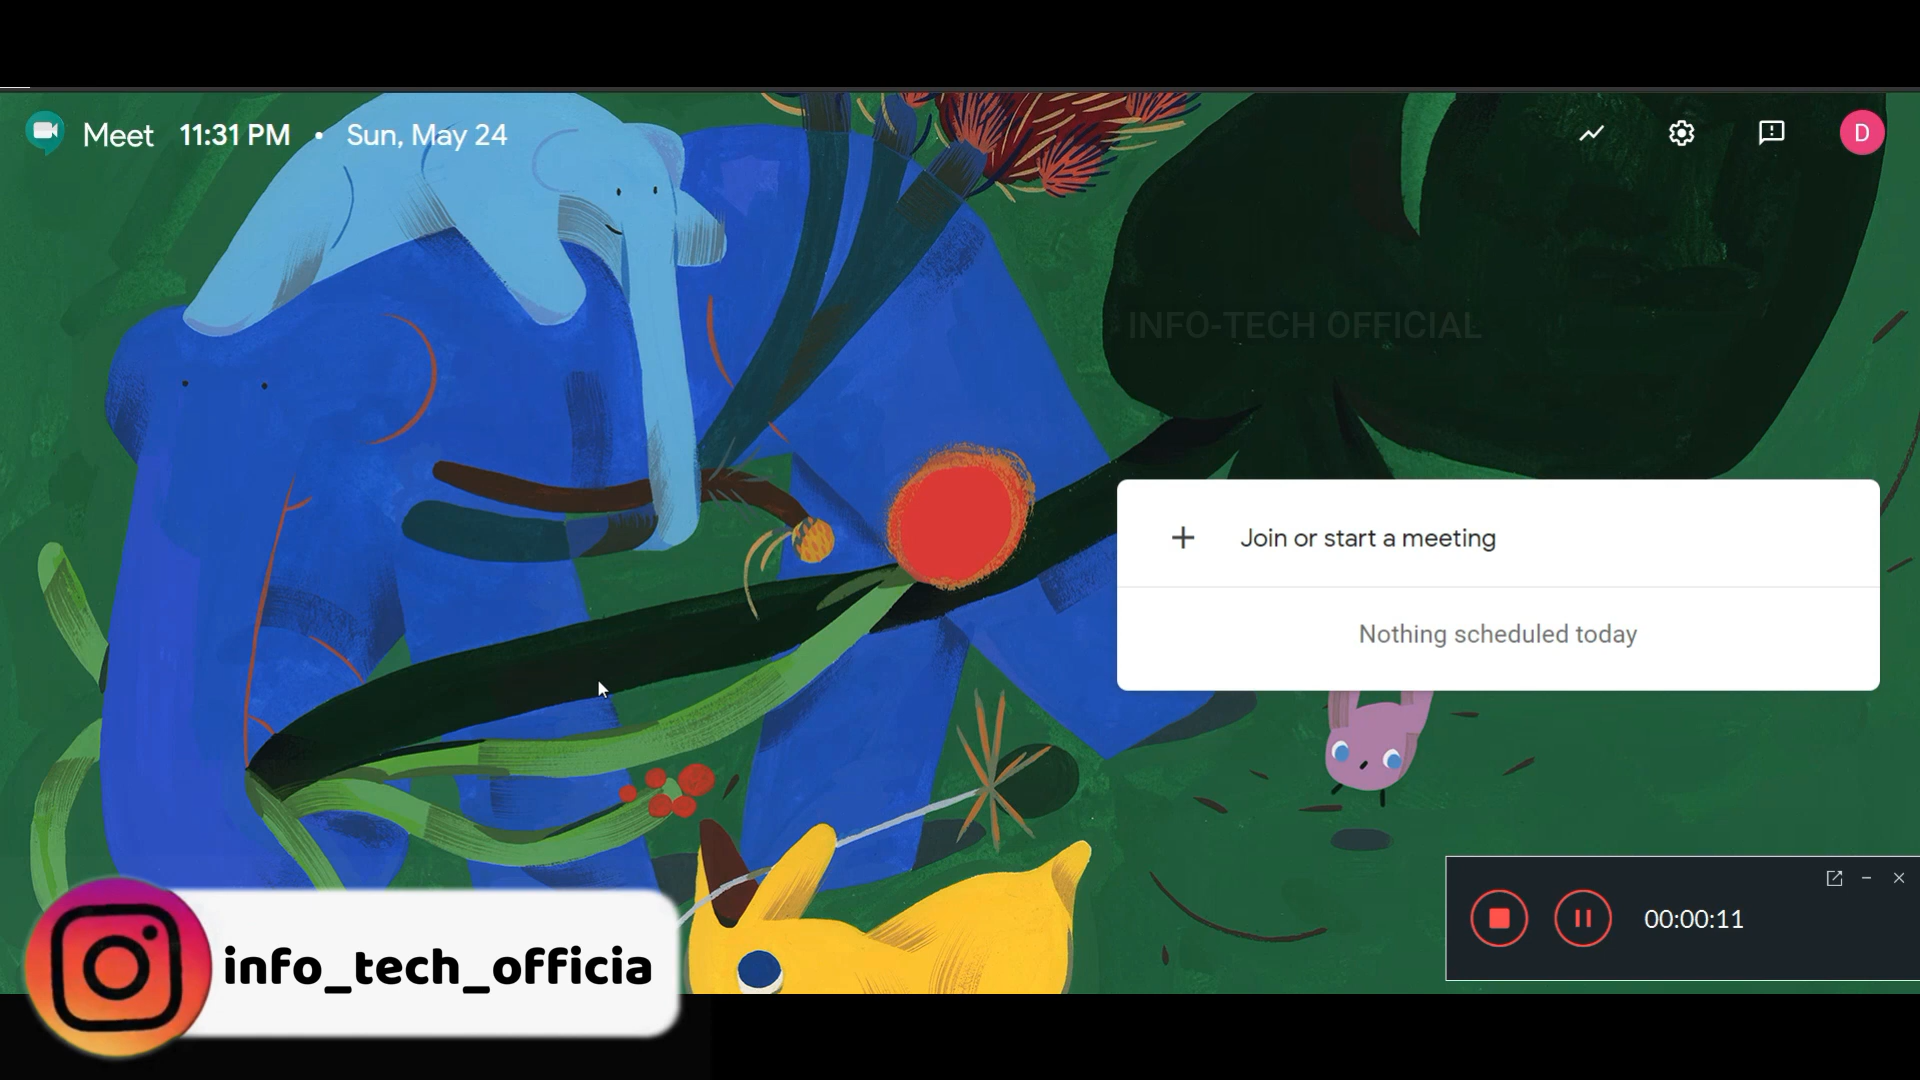 Meet 11:31 PM • Sun, May 24
D
INFO-TECH OFFICIAL
Join or start a meeting
Nothing scheduled today
00:00:11
info_tech_officia